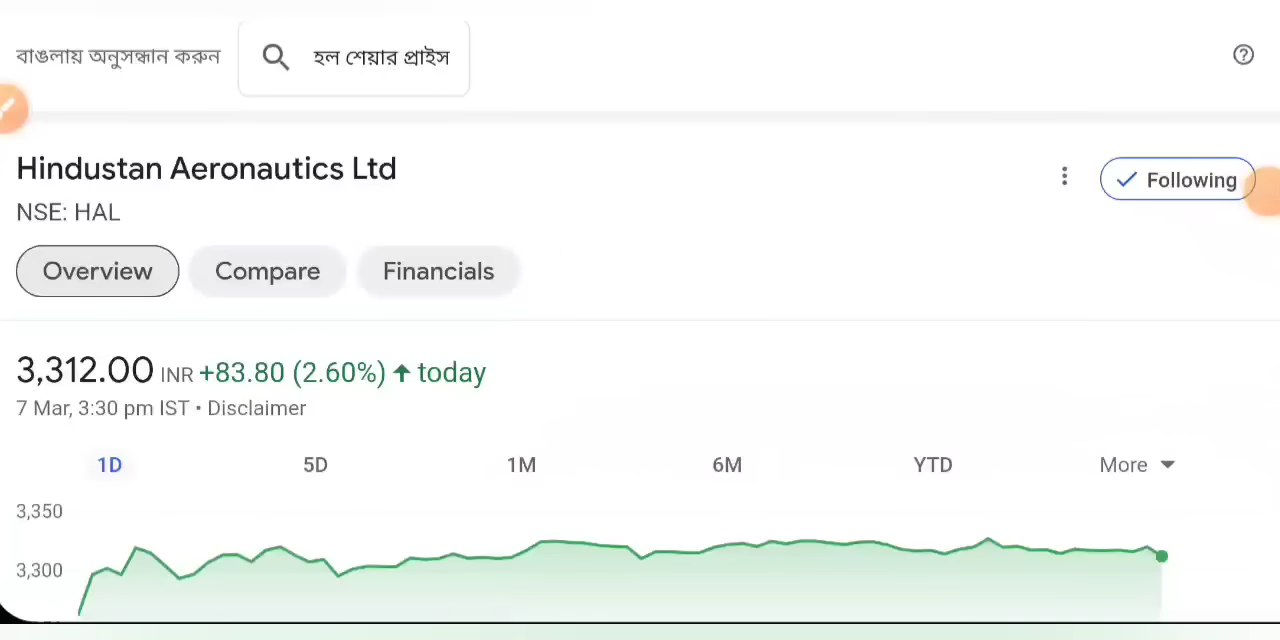 বাঙলায় অনুসন্ধান করুন
হল শেয়ার প্রাইস
Hindustan Aeronautics Ltd
Following
NSE: HAL
Overview
Compare
Financials
3,312.00 INR +83.80 (2.60%) ↑ today
7 Mar, 3:30 pm IST • Disclaimer
1D
5D
1M
6M
YTD
More
3,350
3,300